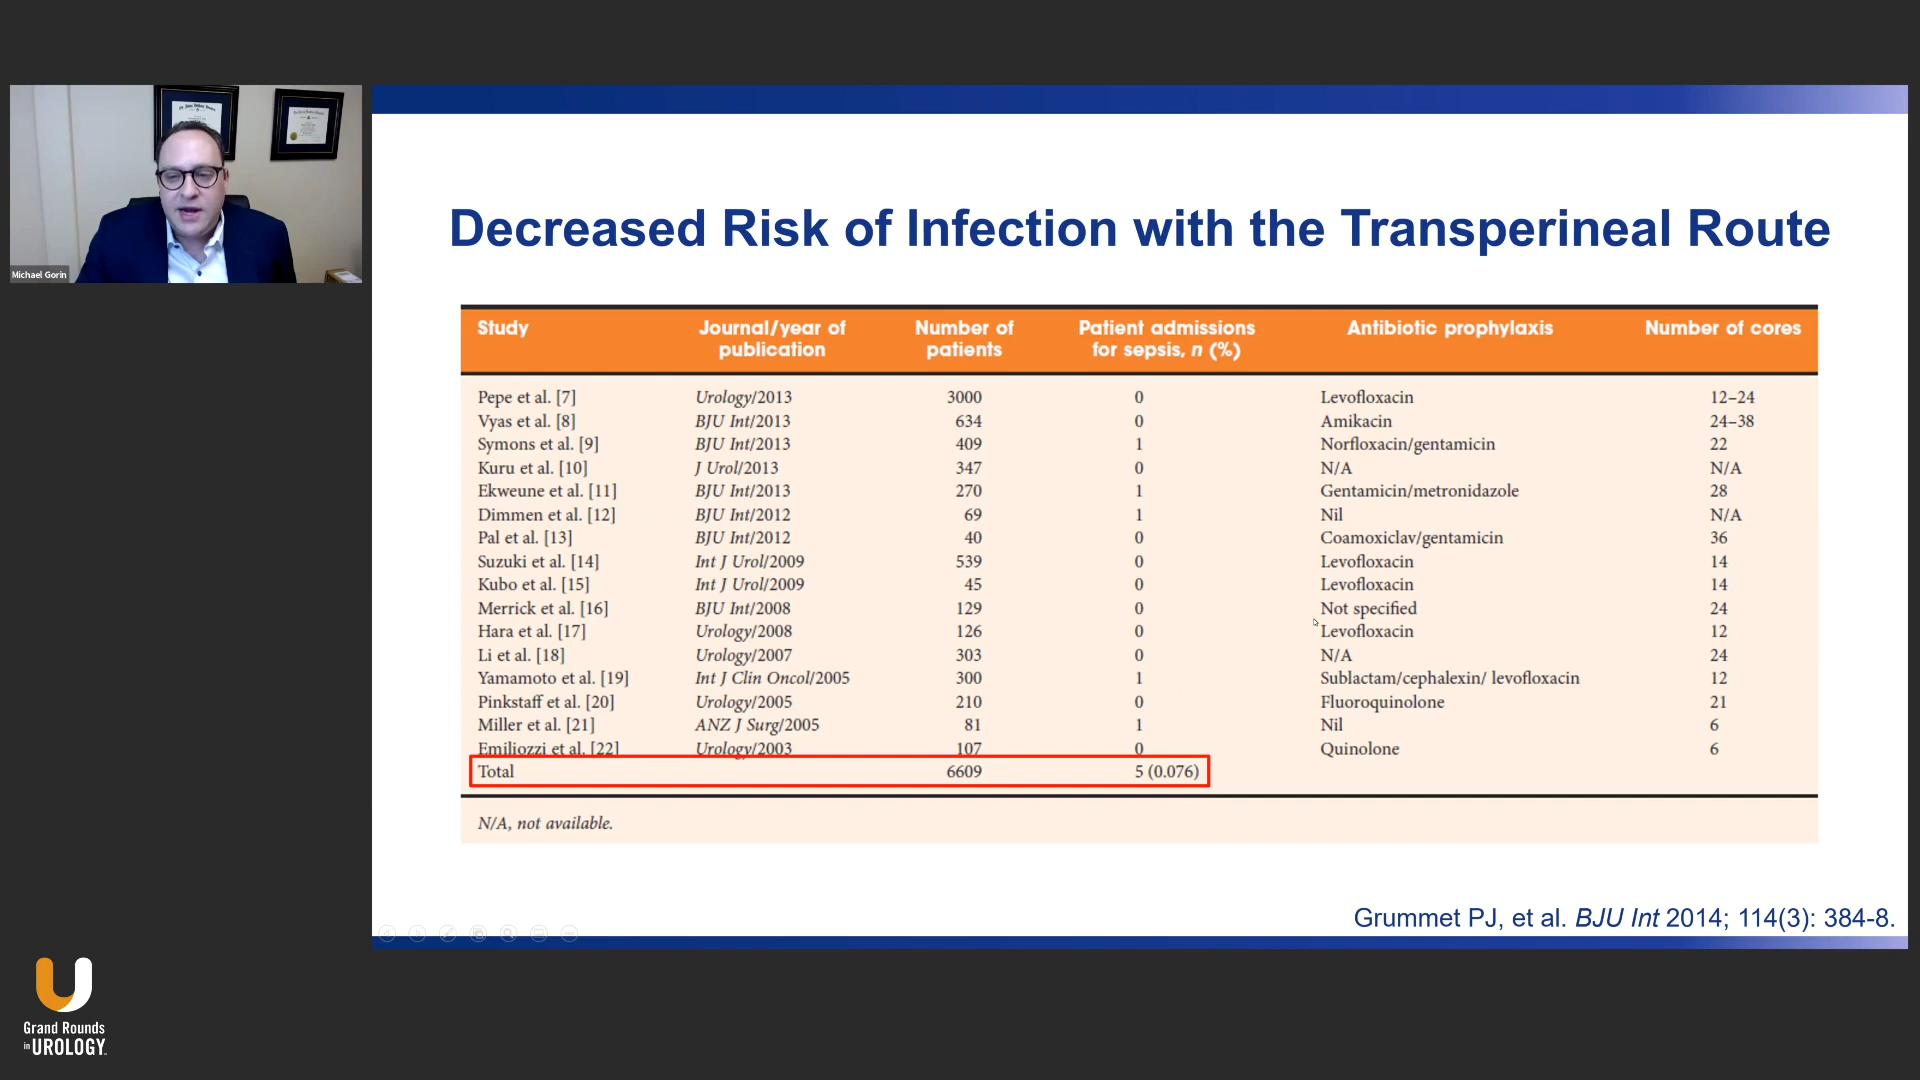 Michael Gorin
Decreased Risk of Infection with the Transperineal Route
Study Journal/year of publication Number of patients Patient admissions for sepsis, n (%) Antibiotic prophylaxis Number of cores
Pepe et al. [7] Urology/2013 3000 0 Levofloxacin 12–24
Vyas et al. [8] BJU Int/2013 634 0 Amikacin 24–38
Symons et al. [9] BJU Int/2013 409 1 Norfloxacin/gentamicin 22
Kuru et al. [10] J Urol/2013 347 0 N/A N/A
Ekweune et al. [11] BJU Int/2013 270 1 Gentamicin/metronidazole 28
Dimmen et al. [12] BJU Int/2012 69 1 Nil N/A
Pal et al. [13] BJU Int/2012 40 0 Coamoxiclav/gentamicin 36
Suzuki et al. [14] Int J Urol/2009 539 0 Levofloxacin 14
Kubo et al. [15] Int J Urol/2009 45 0 Levofloxacin 14
Merrick et al. [16] BJU Int/2008 129 0 Not specified 24
Hara et al. [17] Urology/2008 126 0 Levofloxacin 12
Li et al. [18] Urology/2007 303 0 N/A 24
Yamamoto et al. [19] Int J Clin Oncol/2005 300 1 Sublactam/cephalexin/ levofloxacin 12
Pinkstaff et al. [20] Urology/2005 210 0 Fluoroquinolone 21
Miller et al. [21] ANZ J Surg/2005 81 1 Nil 6
Emiliozzi et al. [22] Urology/2003 107 0 Quinolone 6
Total 6609 5 (0.076)
N/A, not available.
Grummet PJ, et al. BJU Int 2014; 114(3): 384-8.
Grand Rounds
in UROLOGY